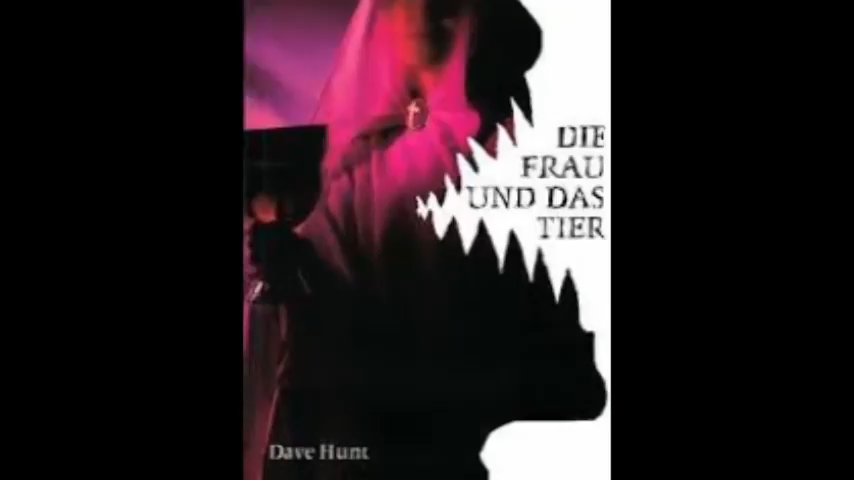 DIE
FRAU
UND DAS
TIER
Dave Hunt